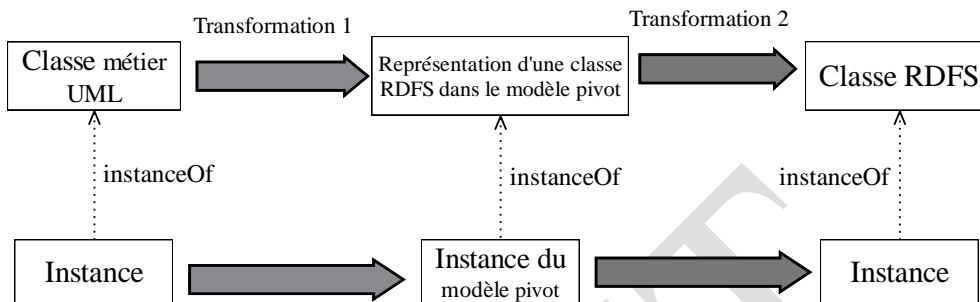 Transformation 1
Transformation 2
Classe métier
UML
Représentation d'une classe
RDFS dans le modèle pivot
Classe RDFS
instanceOf
instanceOf
instanceOf
Instance
Instance du
modèle pivot
Instance